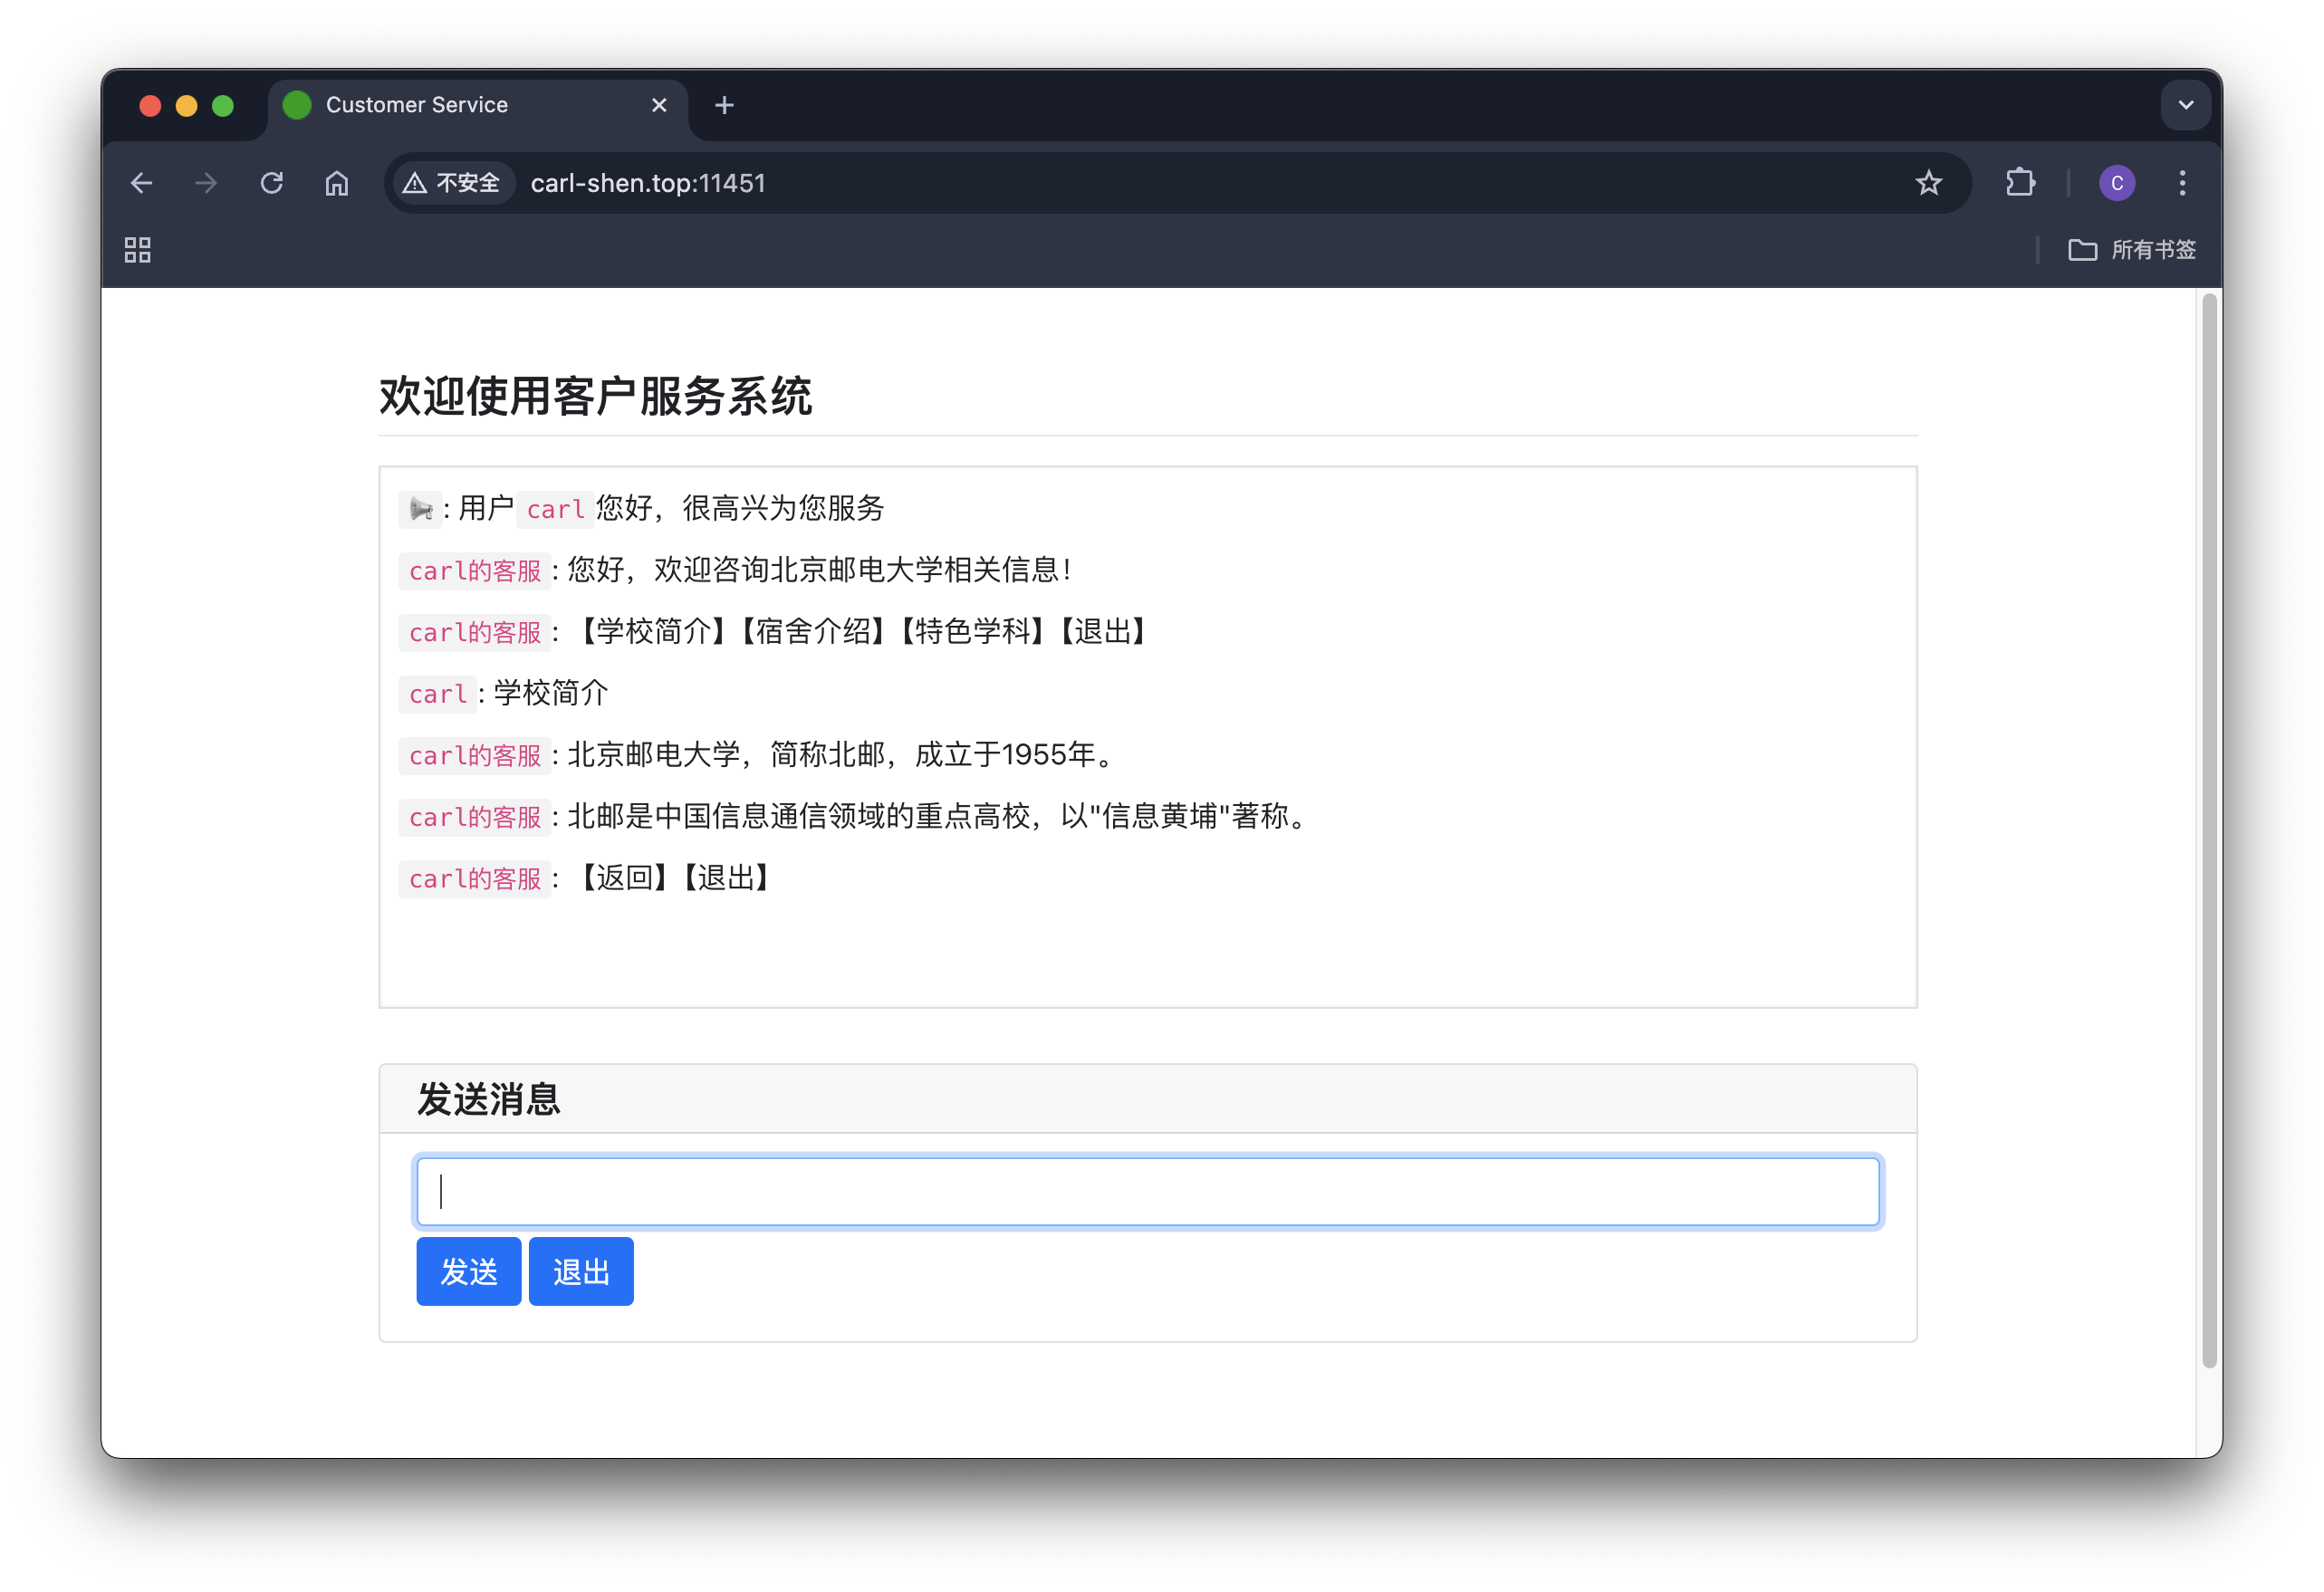 Customer Service
不安全 carl-shen.top:11451
所有书签
欢迎使用客户服务系统
📢: 用户carl您好，很高兴为您服务
carl的客服: 您好，欢迎咨询北京邮电大学相关信息！
carl的客服: 【学校简介】【宿舍介绍】【特色学科】【退出】
carl: 学校简介
carl的客服: 北京邮电大学，简称北邮，成立于1955年。
carl的客服: 北邮是中国信息通信领域的重点高校，以"信息黄埔"著称。
carl的客服: 【返回】【退出】
发送消息
发送 退出
C